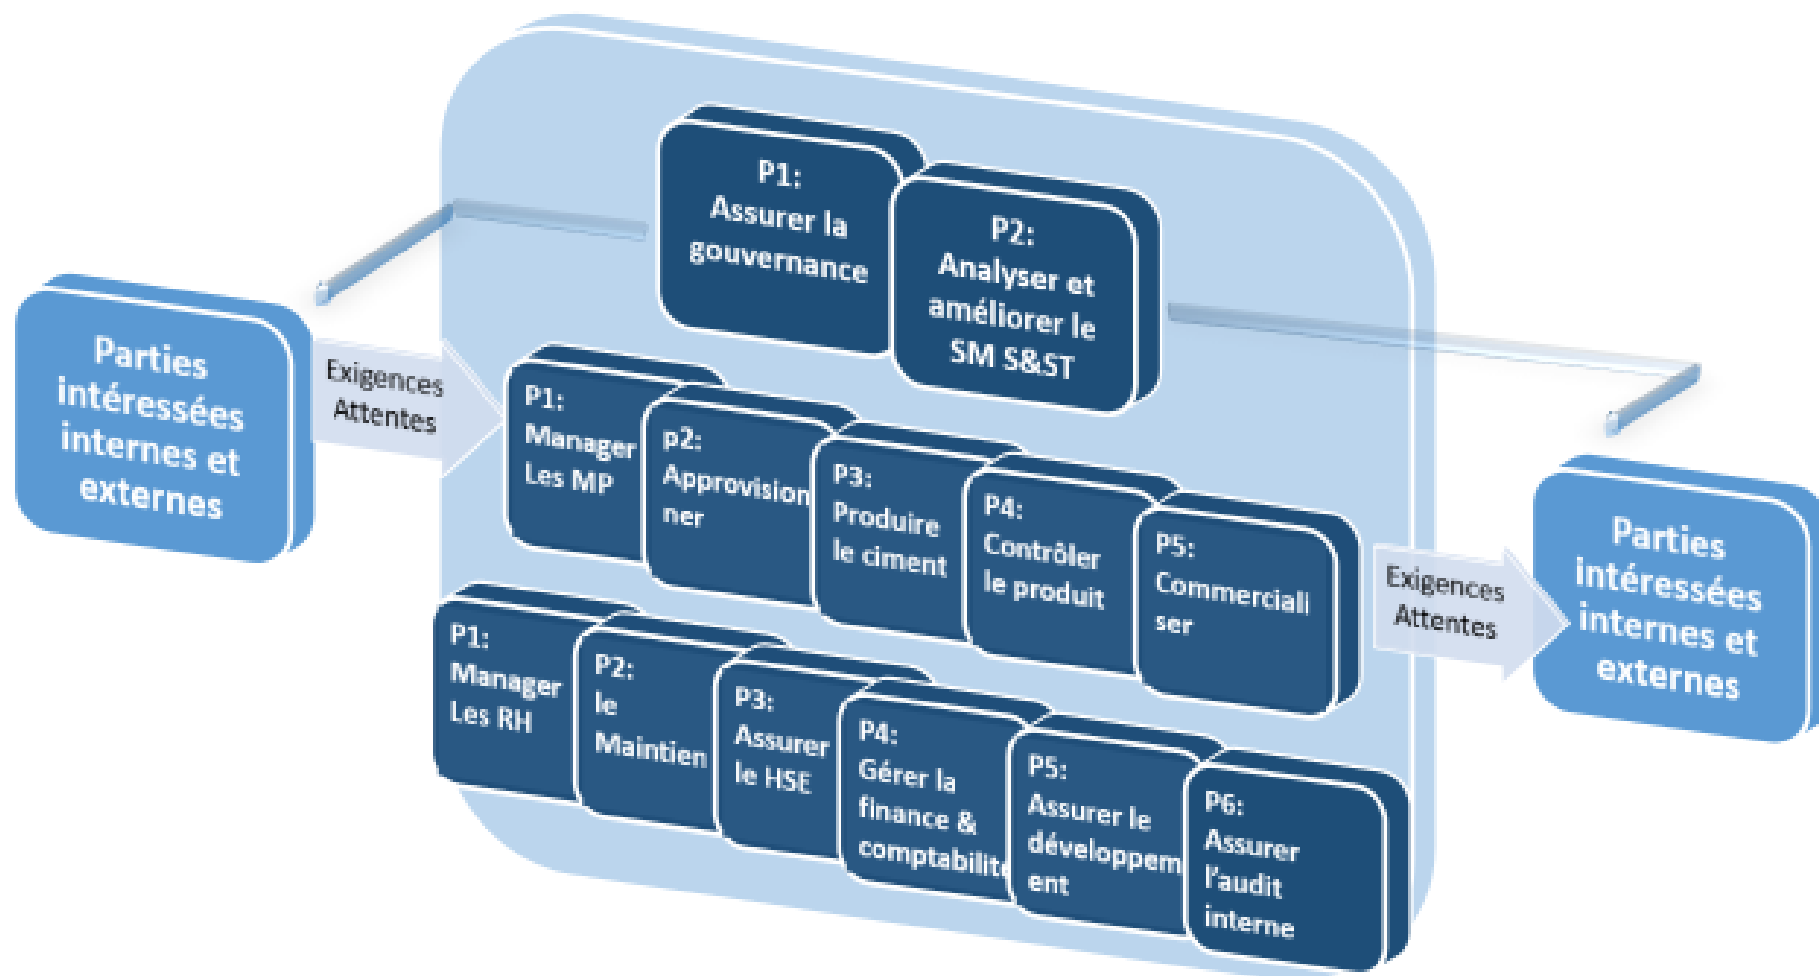 P1:
Assurer la
gouvernance
P2:
Analyser et
améliorer le
SM S&ST
Parties
intéressées
internes et
externes
Exigences
Attentes
P1:
Manager
Les MP
p2:
Approvision
ner
P3:
Produire
le ciment
P4:
Contrôler
le produit
P5:
Commerciali
ser
Exigences
Attentes
Parties
intéressées
internes et
externes
P1:
Manager
Les RH
P2:
le
Maintien
P3:
Assurer
le HSE
P4:
Gérer la
finance &
comptabilité
P5:
Assurer le
développem
ent
P6:
Assurer
l'audit
interne